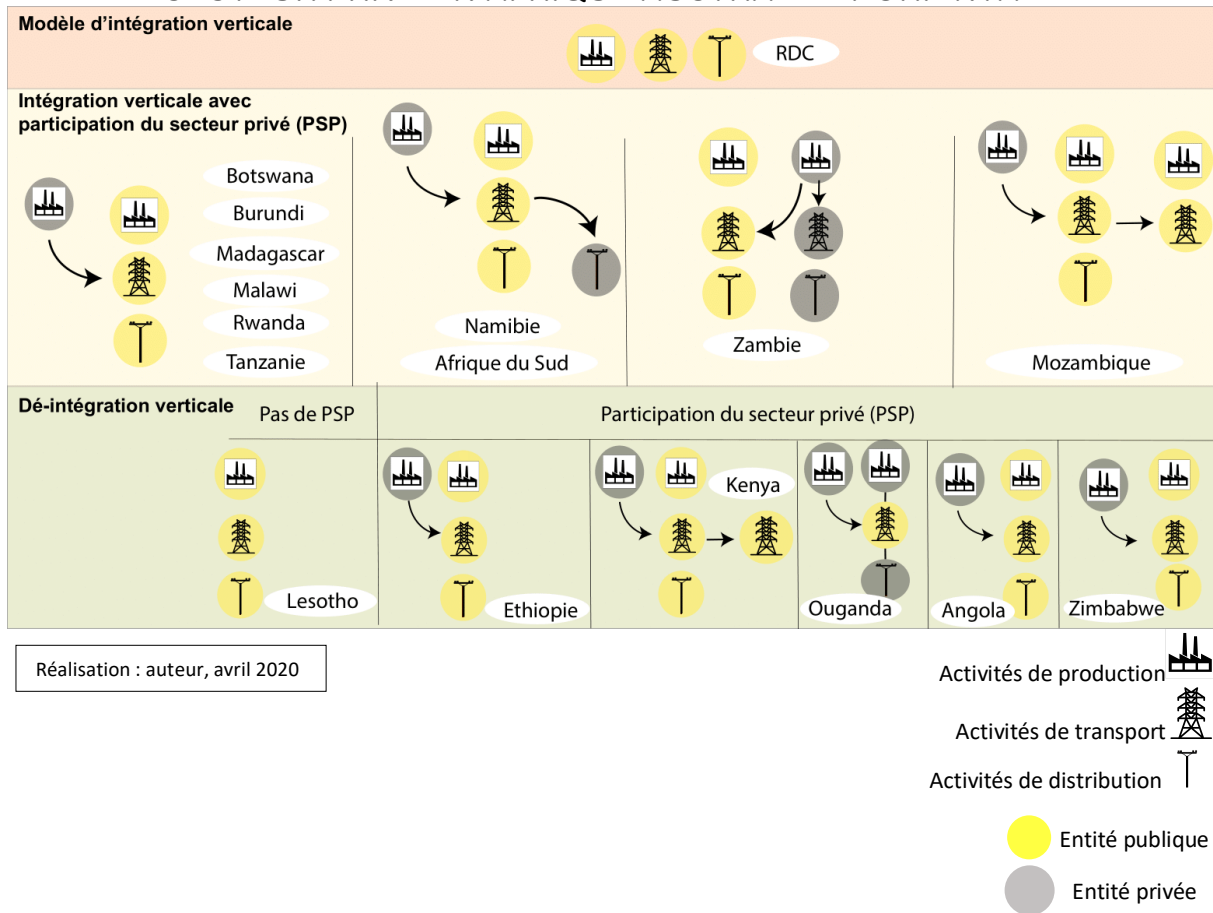 Modèle d'intégration verticale
RDC
Intégration verticale avec
participation du secteur privé (PSP)
Botswana
Burundi
Madagascar
Malawi
Rwanda
Tanzanie
Namibie
Afrique du Sud
Zambie
Mozambique
Dé-intégration verticale
Pas de PSP
Participation du secteur privé (PSP)
Lesotho
Ethiopie
Kenya
Ouganda
Angola
Zimbabwe
Réalisation : auteur, avril 2020
Activités de production
Activités de transport
Activités de distribution
Entité publique
Entité privée